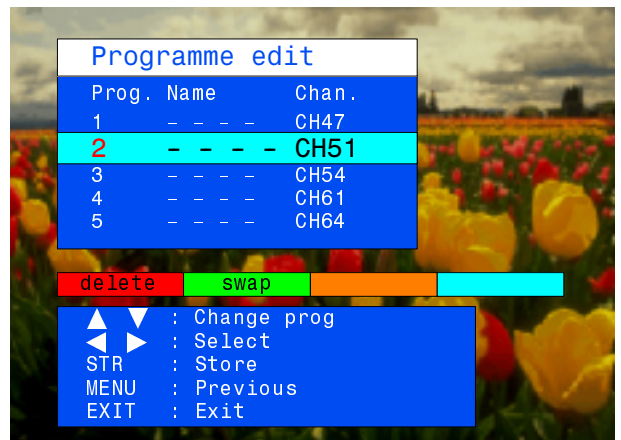 Programme edit
Prog. Name Chan.
1 – – – – CH47
2 – – – – CH51
3 – – – – CH54
4 – – – – CH61
5 – – – – CH64
delete swap
▲ ▼ : Change prog
◀ ▶ : Select
STR : Store
MENU : Previous
EXIT : Exit